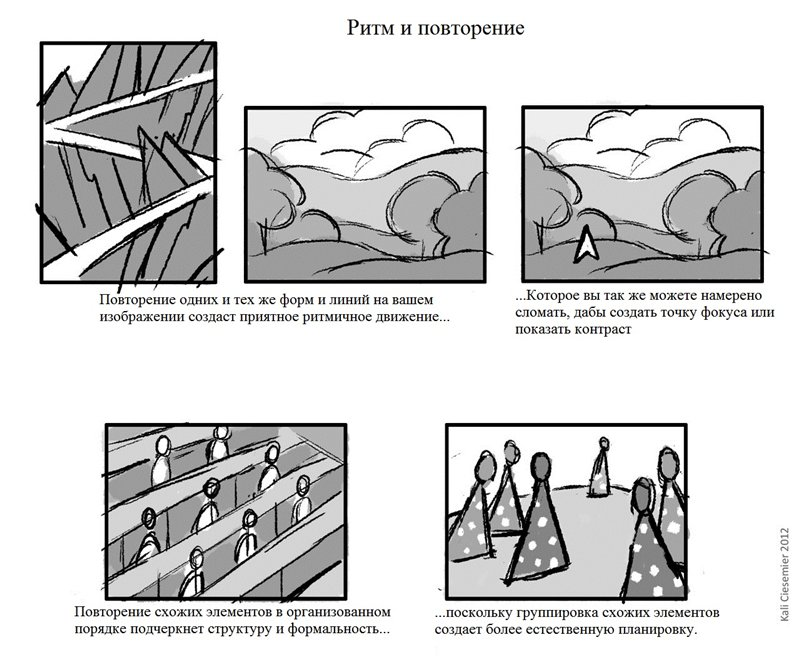 Ритм и повторение
Повторение одних и тех же форм и линий на вашем
изображении создаст приятное ритмичное движение...
...Которое вы так же можете намерено
сломать, дабы создать точку фокуса или
показать контраст
Повторение схожих элементов в организованном
порядке подчеркнет структуру и формальность...
...поскольку группировка схожих элементов
создает более естественную планировку.
Kali Ciesemier 2012